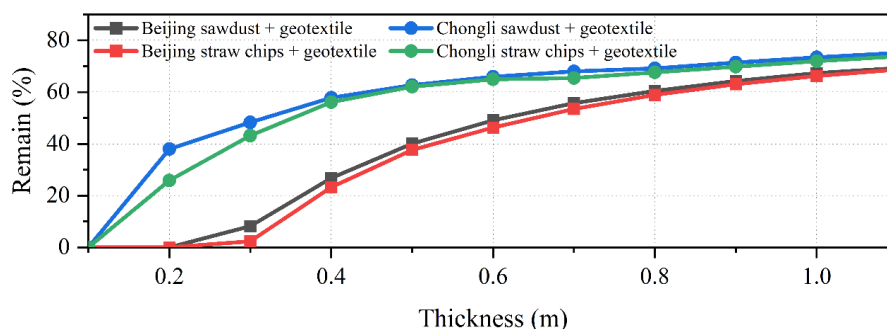 80
60
40
20
0
Remain (%)
Beijing sawdust + geotextile
Chongli sawdust + geotextile
Beijing straw chips + geotextile
Chongli straw chips + geotextile
0.2 0.4 0.6 0.8 1.0
Thickness (m)